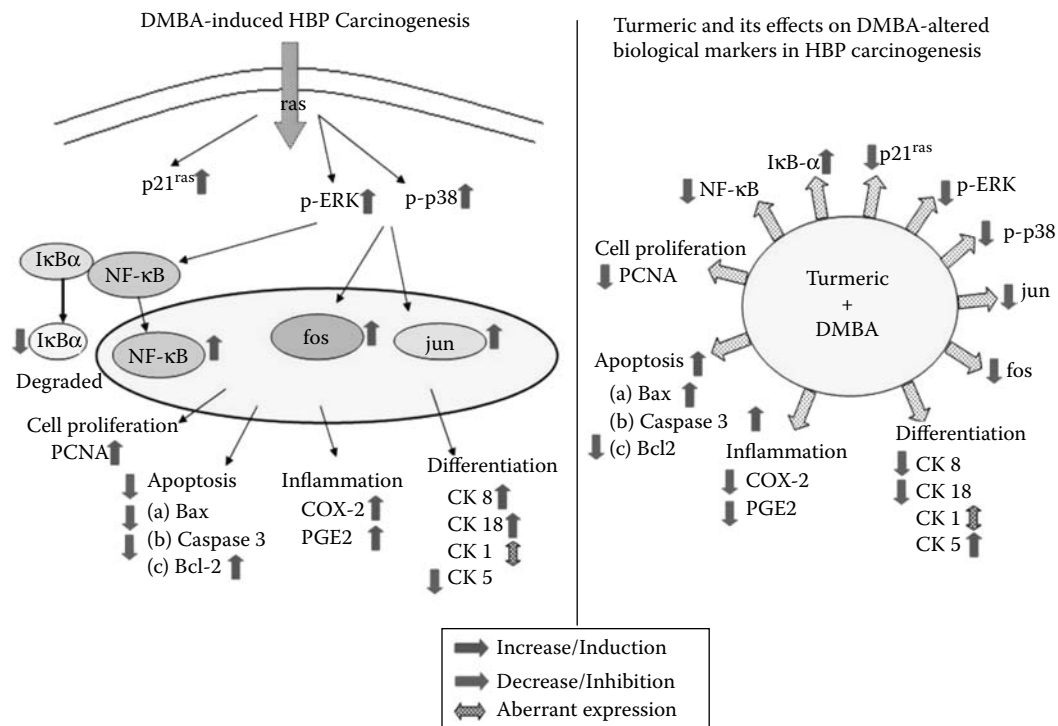 DMBA-induced HBP Carcinogenesis
ras
p21ras
p-ERK
p-p38
IκBα
NF-κB
IκBα
Degraded
NF-κB
fos
jun
Cell proliferation
PCNA
Apoptosis
(a) Bax
(b) Caspase 3
(c) Bcl-2
Inflammation
COX-2
PGE2
Differentiation
CK 8
CK 18
CK 1
CK 5
Turmeric and its effects on DMBA-altered
biological markers in HBP carcinogenesis
NF-κB
IκB-α
p21ras
p-ERK
p-p38
jun
fos
Cell proliferation
PCNA
Turmeric
+
DMBA
Apoptosis
(a) Bax
(b) Caspase 3
(c) Bcl2
Inflammation
COX-2
PGE2
Differentiation
CK 8
CK 18
CK 1
CK 5
Increase/Induction
Decrease/Inhibition
Aberrant expression